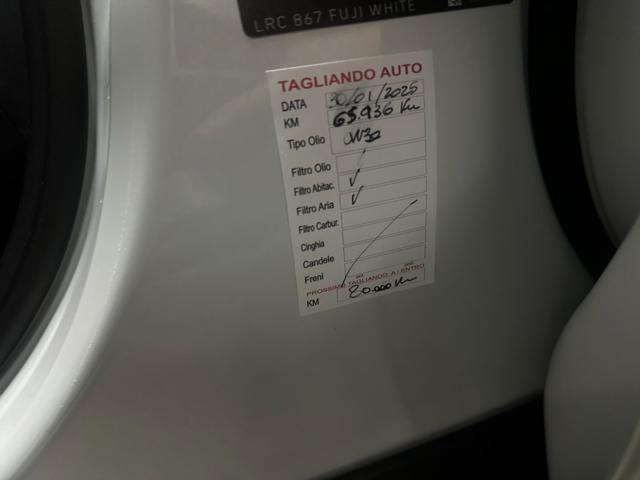 LRC 867 FUJI WHITE
TAGLIANDO AUTO
DATA 30/01/2025
KM 65.936 Km
Tipo Olio 0W30
Filtro Olio
Filtro Abitac. ✓
Filtro Aria ✓
Filtro Carbur.
Cinghia
Candele
Freni
PROSSIMO TAGLIANDO A / ENTRO
KM 20.000 Km